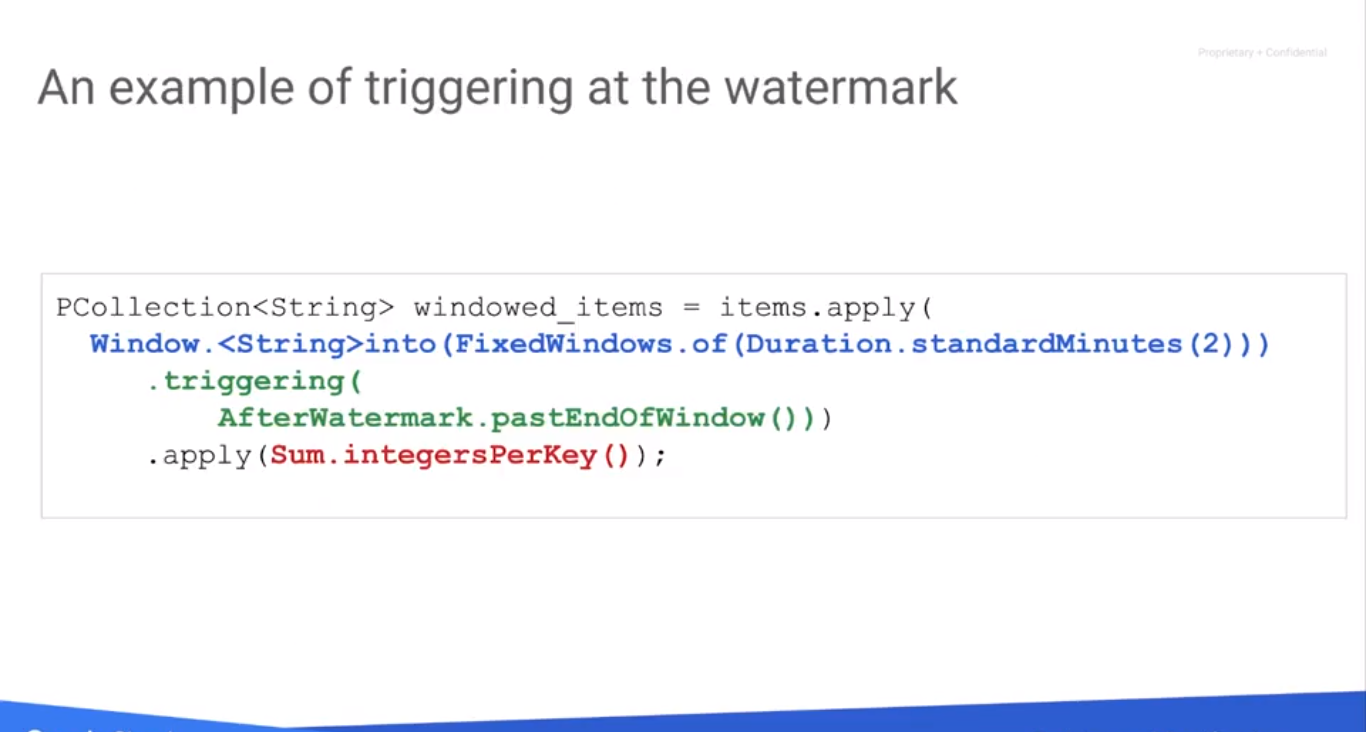 Proprietary + Confidential
An example of triggering at the watermark
PCollection<String> windowed_items = items.apply(
Window.<String>into(FixedWindows.of(Duration.standardMinutes(2)))
.triggering(
AfterWatermark.pastEndOfWindow()))
.apply(Sum.integersPerKey());